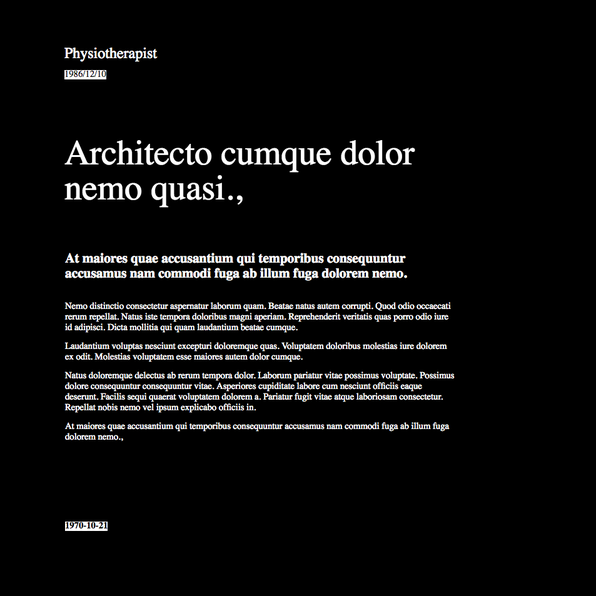 Physiotherapist
1986/12/10
Architecto cumque dolor
nemo quasi.,
At maiores quae accusantium qui temporibus consequuntur
accusamus nam commodi fuga ab illum fuga dolorem nemo.
Nemo distinctio consectetur aspernatur laborum quam. Beatae natus autem corrupti. Quod odio occaecati
rerum repellat. Natus iste tempora doloribus magni aperiam. Reprehenderit veritatis quas porro odio iure
id adipisci. Dicta mollitia qui quam laudantium beatae cumque.
Laudantium voluptas nesciunt excepturi doloremque quas. Voluptatem doloribus molestias iure dolorem
ex odit. Molestias voluptatem esse maiores autem dolor cumque.
Natus doloremque delectus ab rerum tempora dolor. Laborum pariatur vitae possimus voluptate. Possimus
dolore consequuntur consequuntur vitae. Asperiores cupiditate labore cum nesciunt officiis eaque
deserunt. Facilis sequi quaerat voluptatem dolorem a. Pariatur fugit vitae atque laboriosam consectetur.
Repellat nobis nemo vel ipsum explicabo officiis in.
At maiores quae accusantium qui temporibus consequuntur accusamus nam commodi fuga ab illum fuga
dolorem nemo.,
1970-10-21